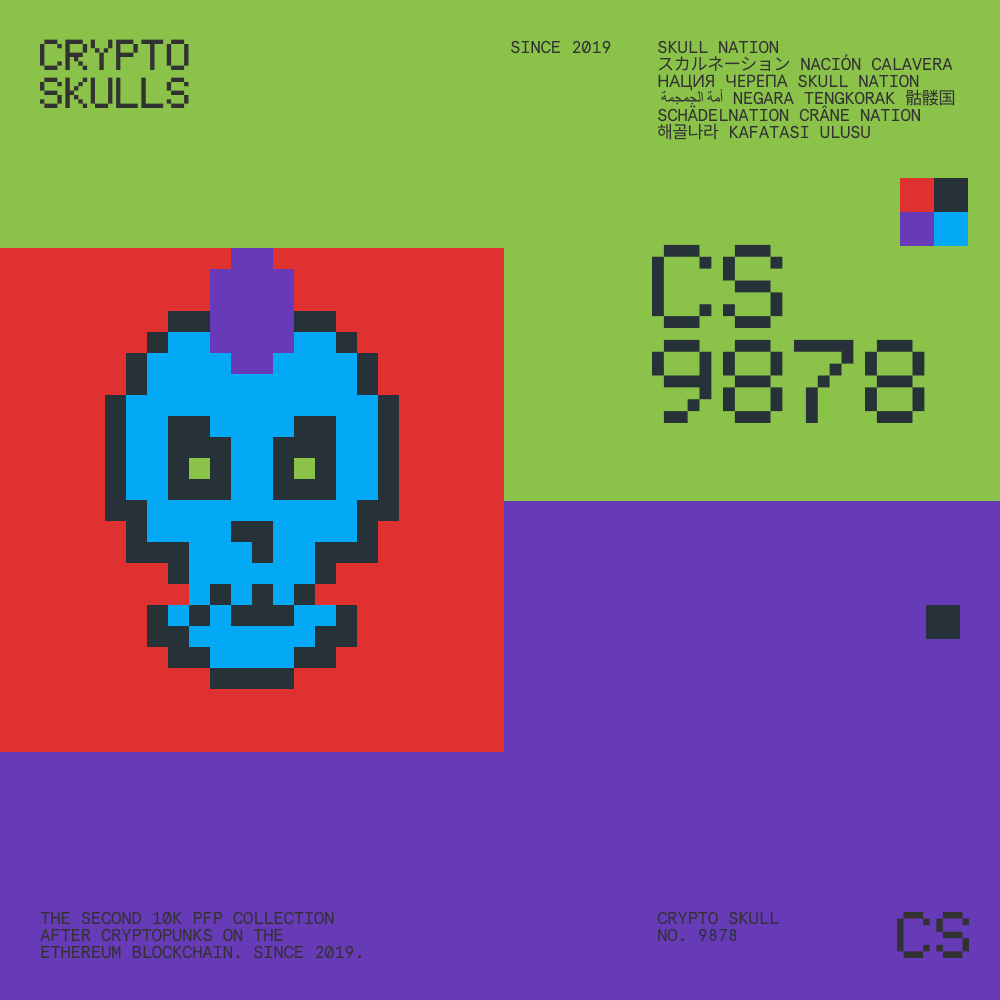 CRYPTO
SKULLS
SINCE 2019
SKULL NATION
スカルネーション NACIÓN CALAVERA
НАЦИЯ ЧЕРЕПА SKULL NATION
أمة الجمجمة NEGARA TENGKORAK 骷髅国
SCHÄDELNATION CRÂNE NATION
해골나라 KAFATASI ULUSU
CS
9878
THE SECOND 10K PFP COLLECTION
AFTER CRYPTOPUNKS ON THE
ETHEREUM BLOCKCHAIN. SINCE 2019.
CRYPTO SKULL
NO. 9878
CS